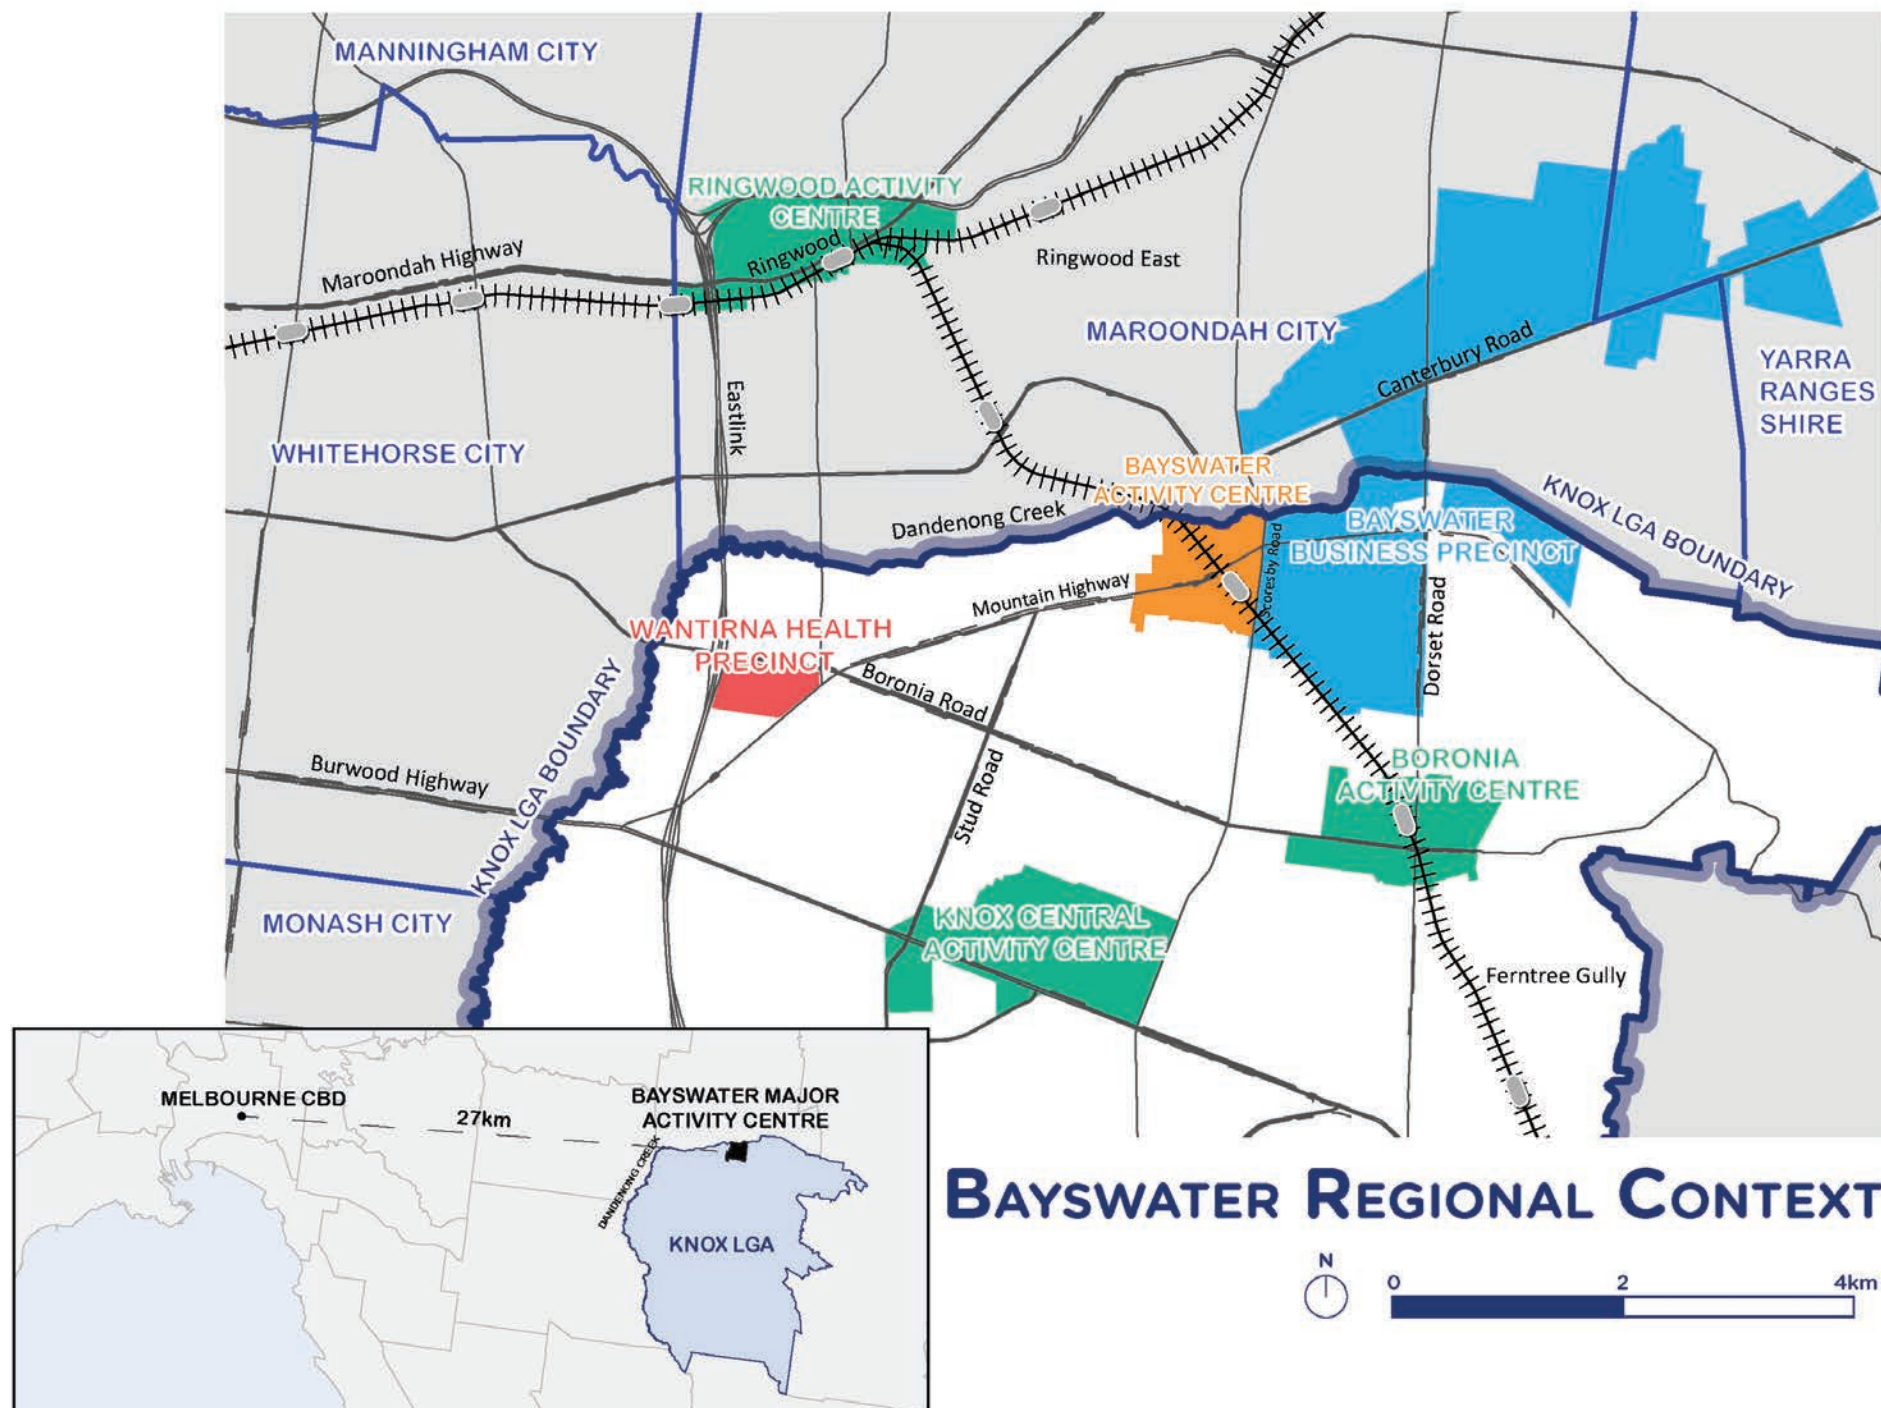 MANNINGHAM CITY
RINGWOOD ACTIVITY
CENTRE
Maroondah Highway
Ringwood
Ringwood East
MAROONDAH CITY
Canterbury Road
YARRA
RANGES
SHIRE
Eastlink
WHITEHORSE CITY
BAYSWATER
ACTIVITY CENTRE
Dandenong Creek
KNOX LGA BOUNDARY
BAYSWATER
BUSINESS PRECINCT
Mountain Highway
Dorset Road
WANTIRNA HEALTH
PRECINCT
Boronia Road
KNOX LGA BOUNDARY
Burwood Highway
Stud Road
BORONIA
ACTIVITY CENTRE
MONASH CITY
KNOX CENTRAL
ACTIVITY CENTRE
Ferntree Gully
MELBOURNE CBD
27km
BAYSWATER MAJOR
ACTIVITY CENTRE
DANDENONG CREEK
KNOX LGA
BAYSWATER REGIONAL CONTEXT
N
0 2 4km